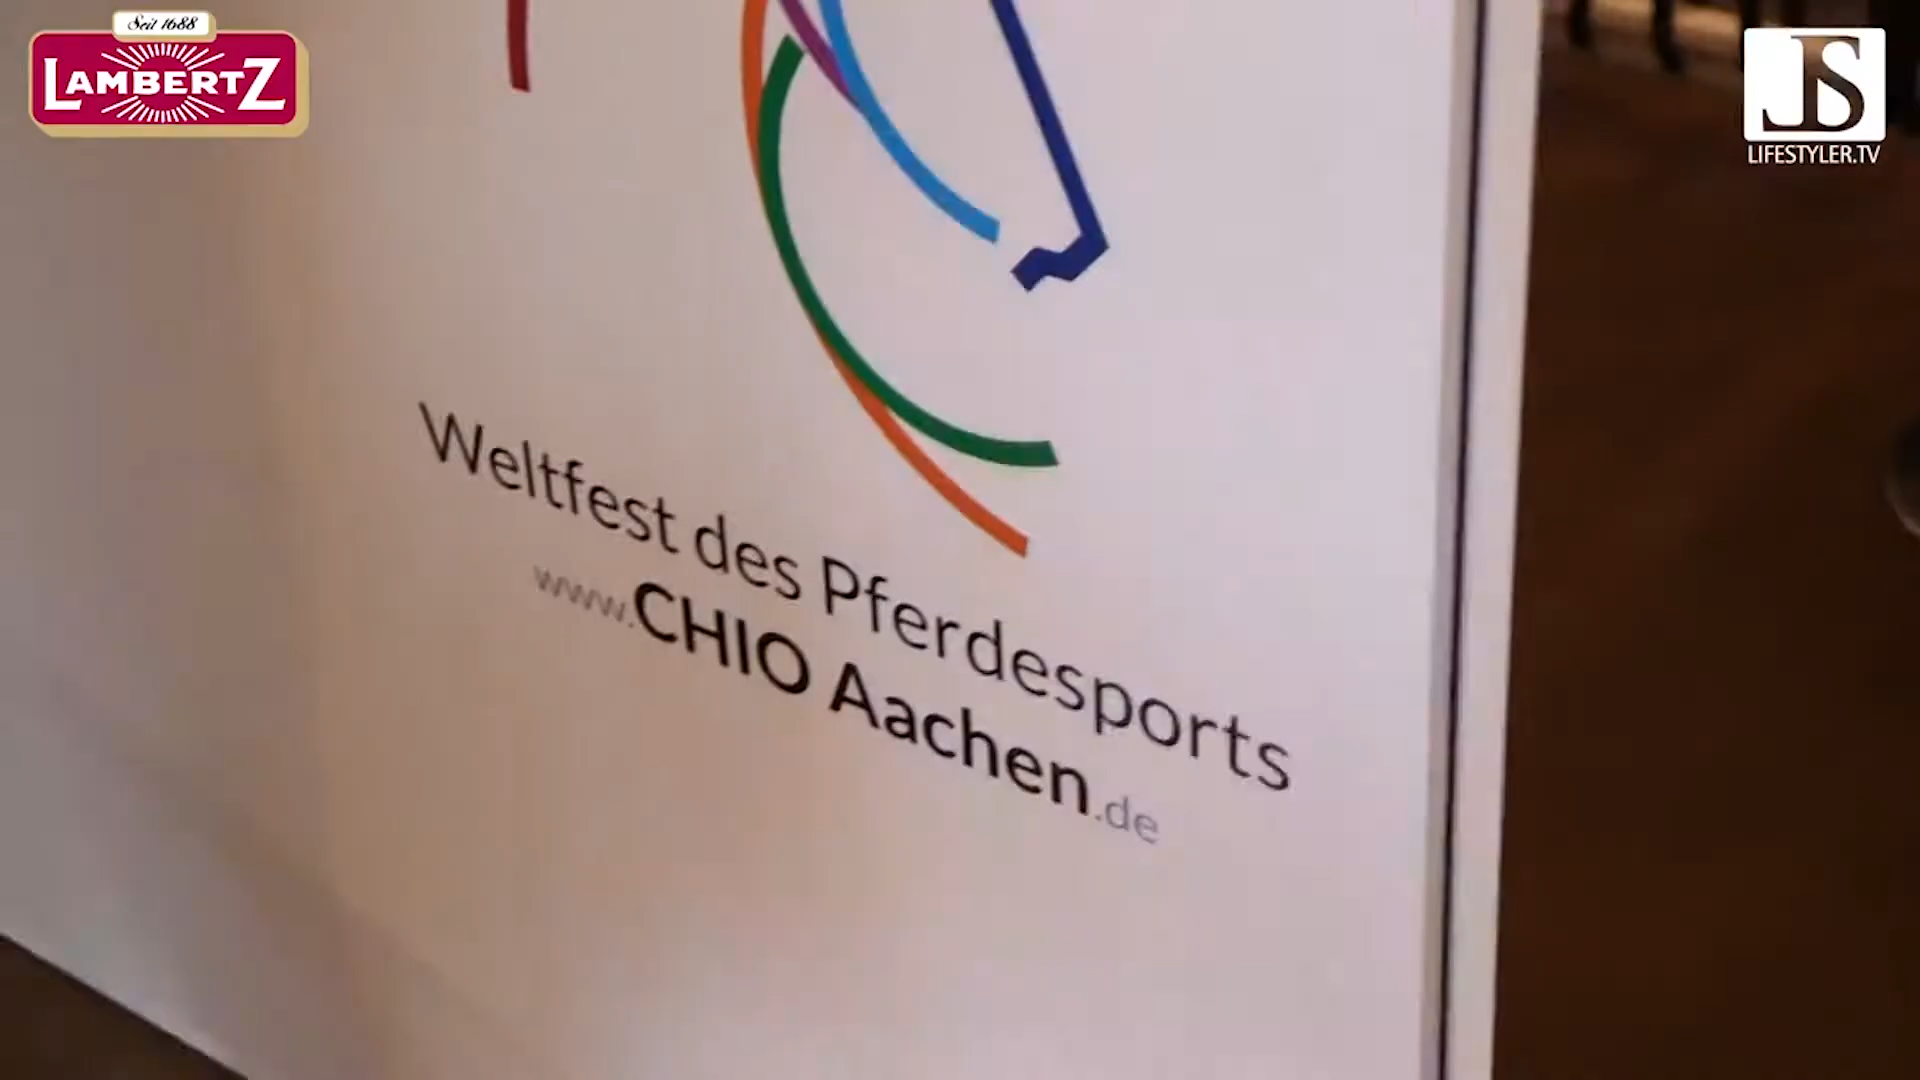 Seit 1688
LAMBERTZ
JS
LIFESTYLER.TV
Weltfest des Pferdesports
www.CHIO Aachen.de